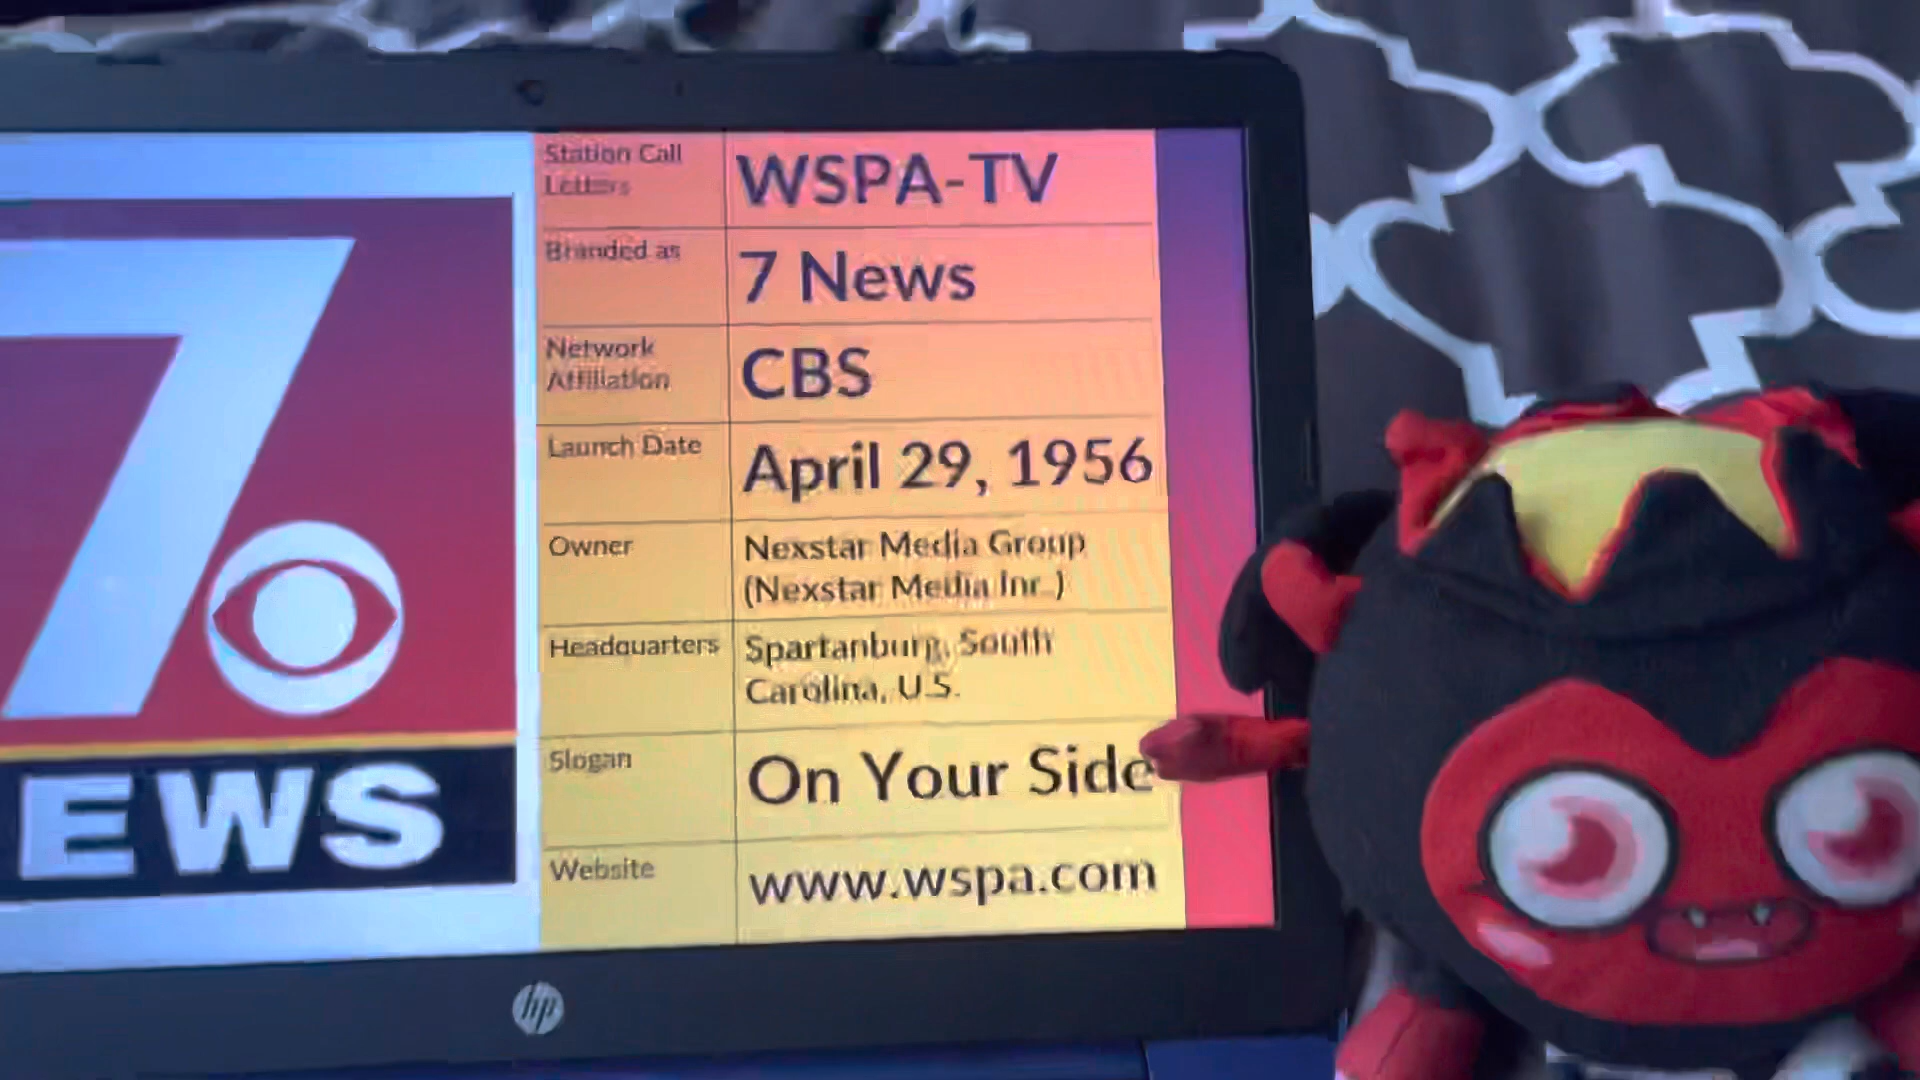 7
EWS
Station Call
Letters
WSPA-TV
Branded as
7 News
Network
Affiliation
CBS
Launch Date
April 29, 1956
Owner
Nexstar Media Group
(Nexstar Media Inc.)
Headquarters
Spartanburg, South
Carolina, U.S.
Slogan
On Your Side
Website
www.wspa.com
hp